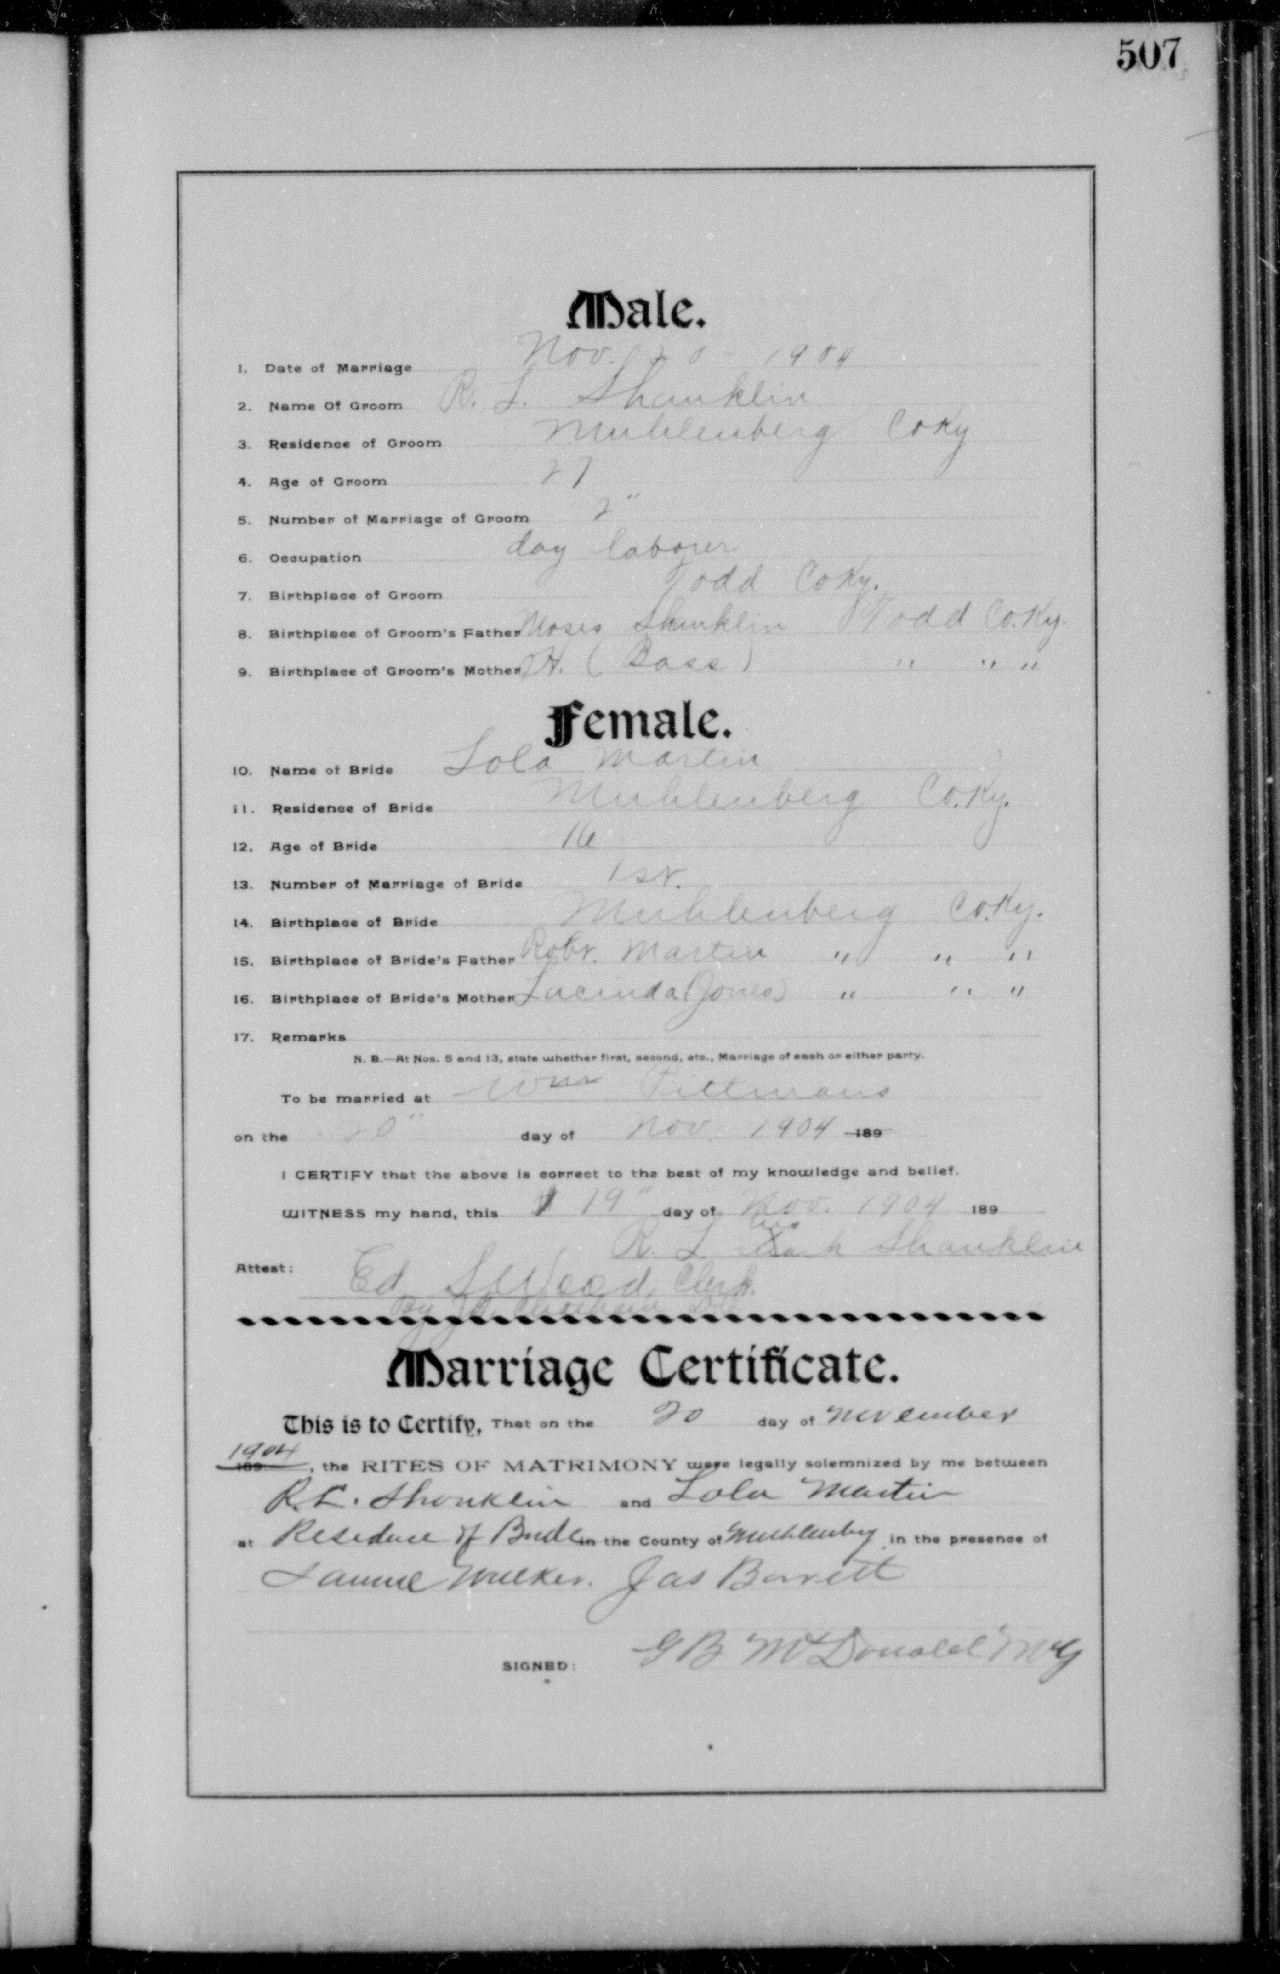 507
Male.
1. Date of Marriage Nov. 20 - 1904
2. Name Of Groom R. L. Shanklin
3. Residence of Groom Muhlenberg Co Ky
4. Age of Groom 27
5. Number of Marriage of Groom 2"
6. Occupation day laborer
7. Birthplace of Groom Todd Co Ky.
8. Birthplace of Groom's Father Moses Shanklin Todd Co. Ky.
9. Birthplace of Groom's Mother H. (Bass) " " "
Female.
10. Name of Bride Lola Martin
11. Residence of Bride Muhlenberg Co. Ky.
12. Age of Bride 16
13. Number of Marriage of Bride 1st.
14. Birthplace of Bride Muhlenberg Co. Ky.
15. Birthplace of Bride's Father Robt. Martin " " "
16. Birthplace of Bride's Mother Lucinda (Jones) " " "
17. Remarks
N. B.—At Nos. 5 and 13, state whether first, second, etc., Marriage of each or either party.
To be married at Wm Pittmans
on the 20" day of Nov. 1904 189
I CERTIFY that the above is correct to the best of my knowledge and belief.
WITNESS my hand, this 19" day of Nov. 1904 189
R. L. his X mark Shanklin
Attest: Ed S Wood, Clerk.
By
Marriage Certificate.
This is to Certify, That on the 20 day of November
1904 189 , the RITES OF MATRIMONY were legally solemnized by me between
R. L. Shanklin and Lola Martin
at Residence of Bride in the County of Muhlenberg in the presence of
Walker. Jas Barrett
SIGNED: G B McDonald MG